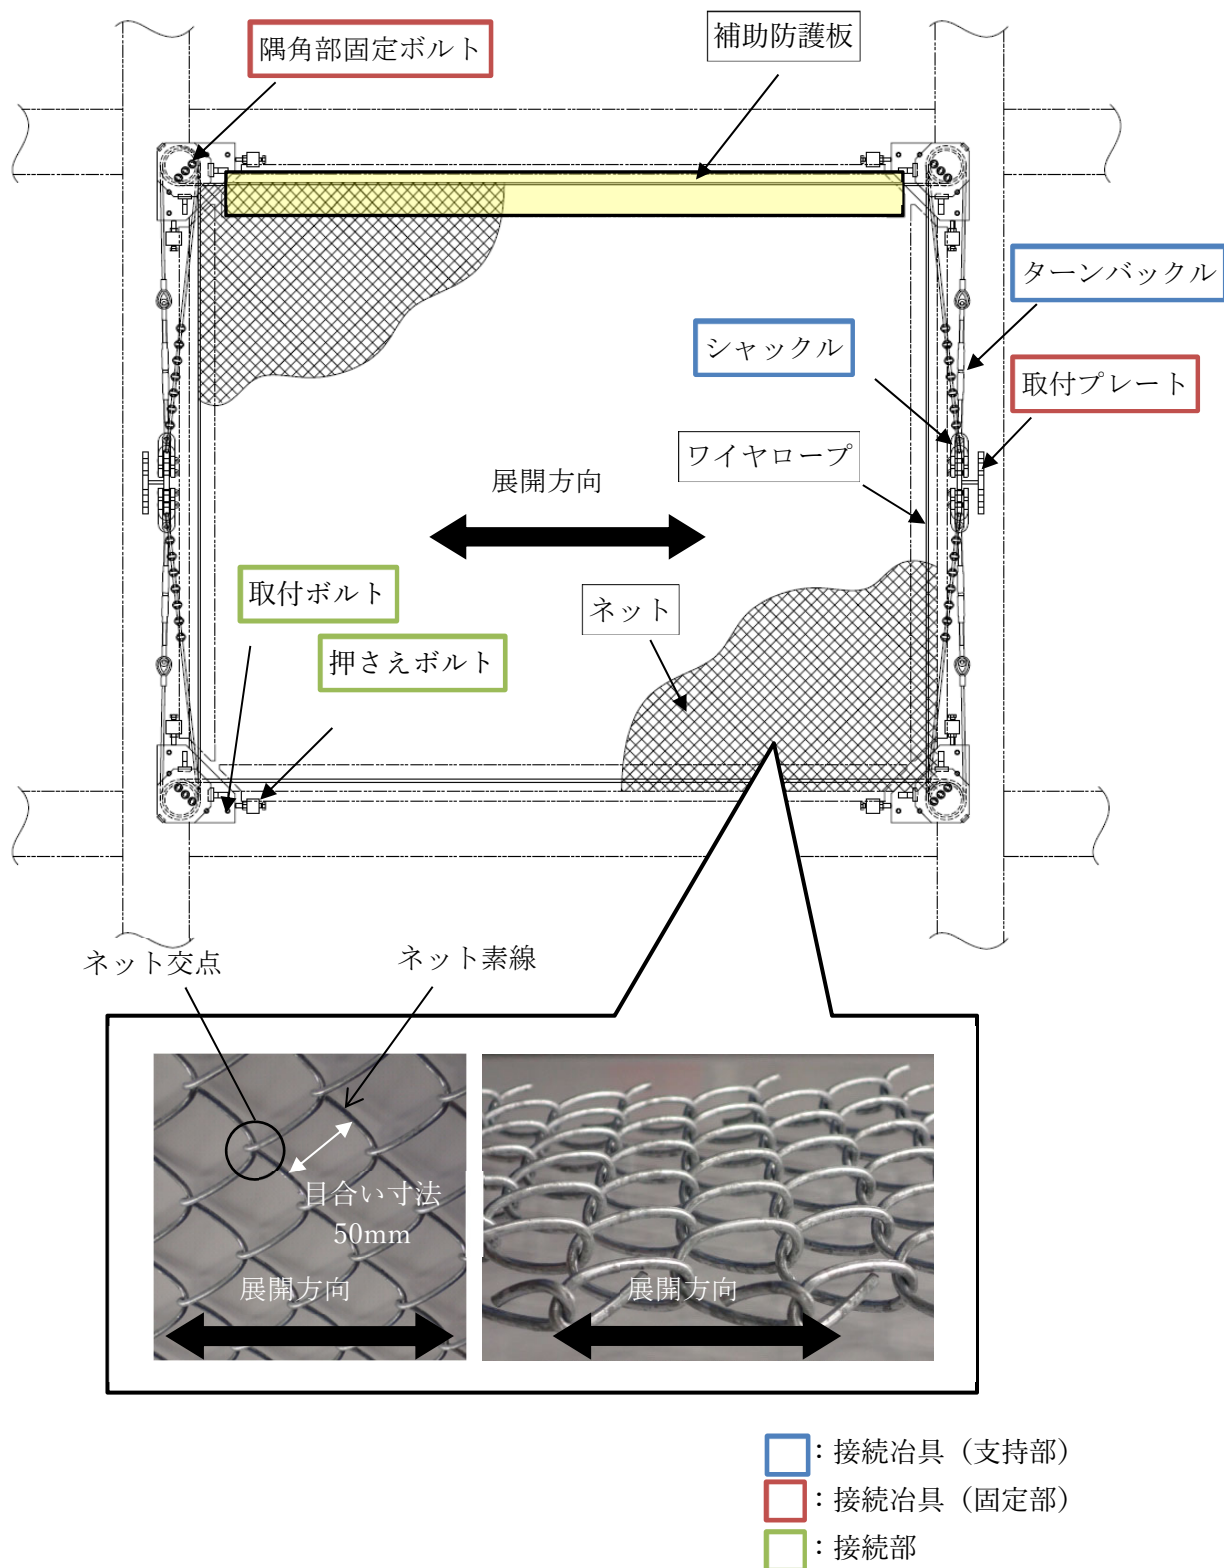 隅角部固定ボルト
補助防護板
ターンバックル
シャックル
取付プレート
ワイヤロープ
展開方向
取付ボルト
ネット
押さえボルト
ネット交点
ネット素線
目合い寸法
50mm
展開方向
展開方向
：接続冶具（支持部）
：接続冶具（固定部）
：接続部